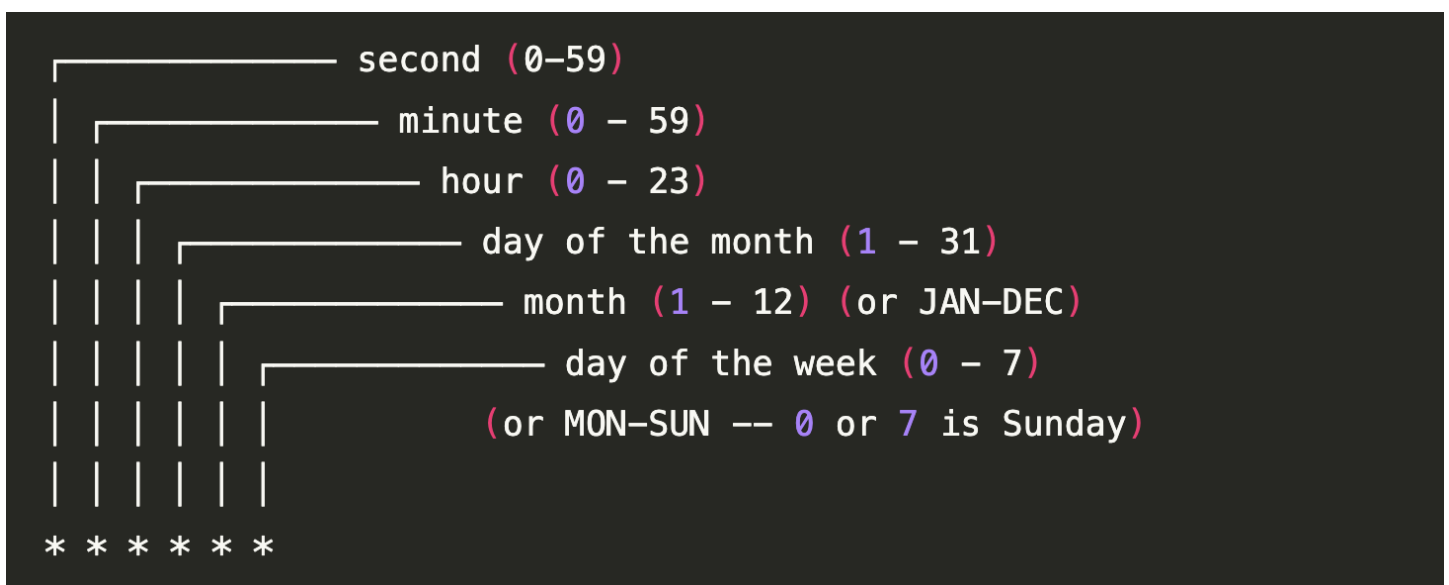 ┌───────────── second (0-59)
│ ┌───────────── minute (0 - 59)
│ │ ┌───────────── hour (0 - 23)
│ │ │ ┌───────────── day of the month (1 - 31)
│ │ │ │ ┌───────────── month (1 - 12) (or JAN-DEC)
│ │ │ │ │ ┌───────────── day of the week (0 - 7)
│ │ │ │ │ │          (or MON-SUN -- 0 or 7 is Sunday)
│ │ │ │ │ │
* * * * * *